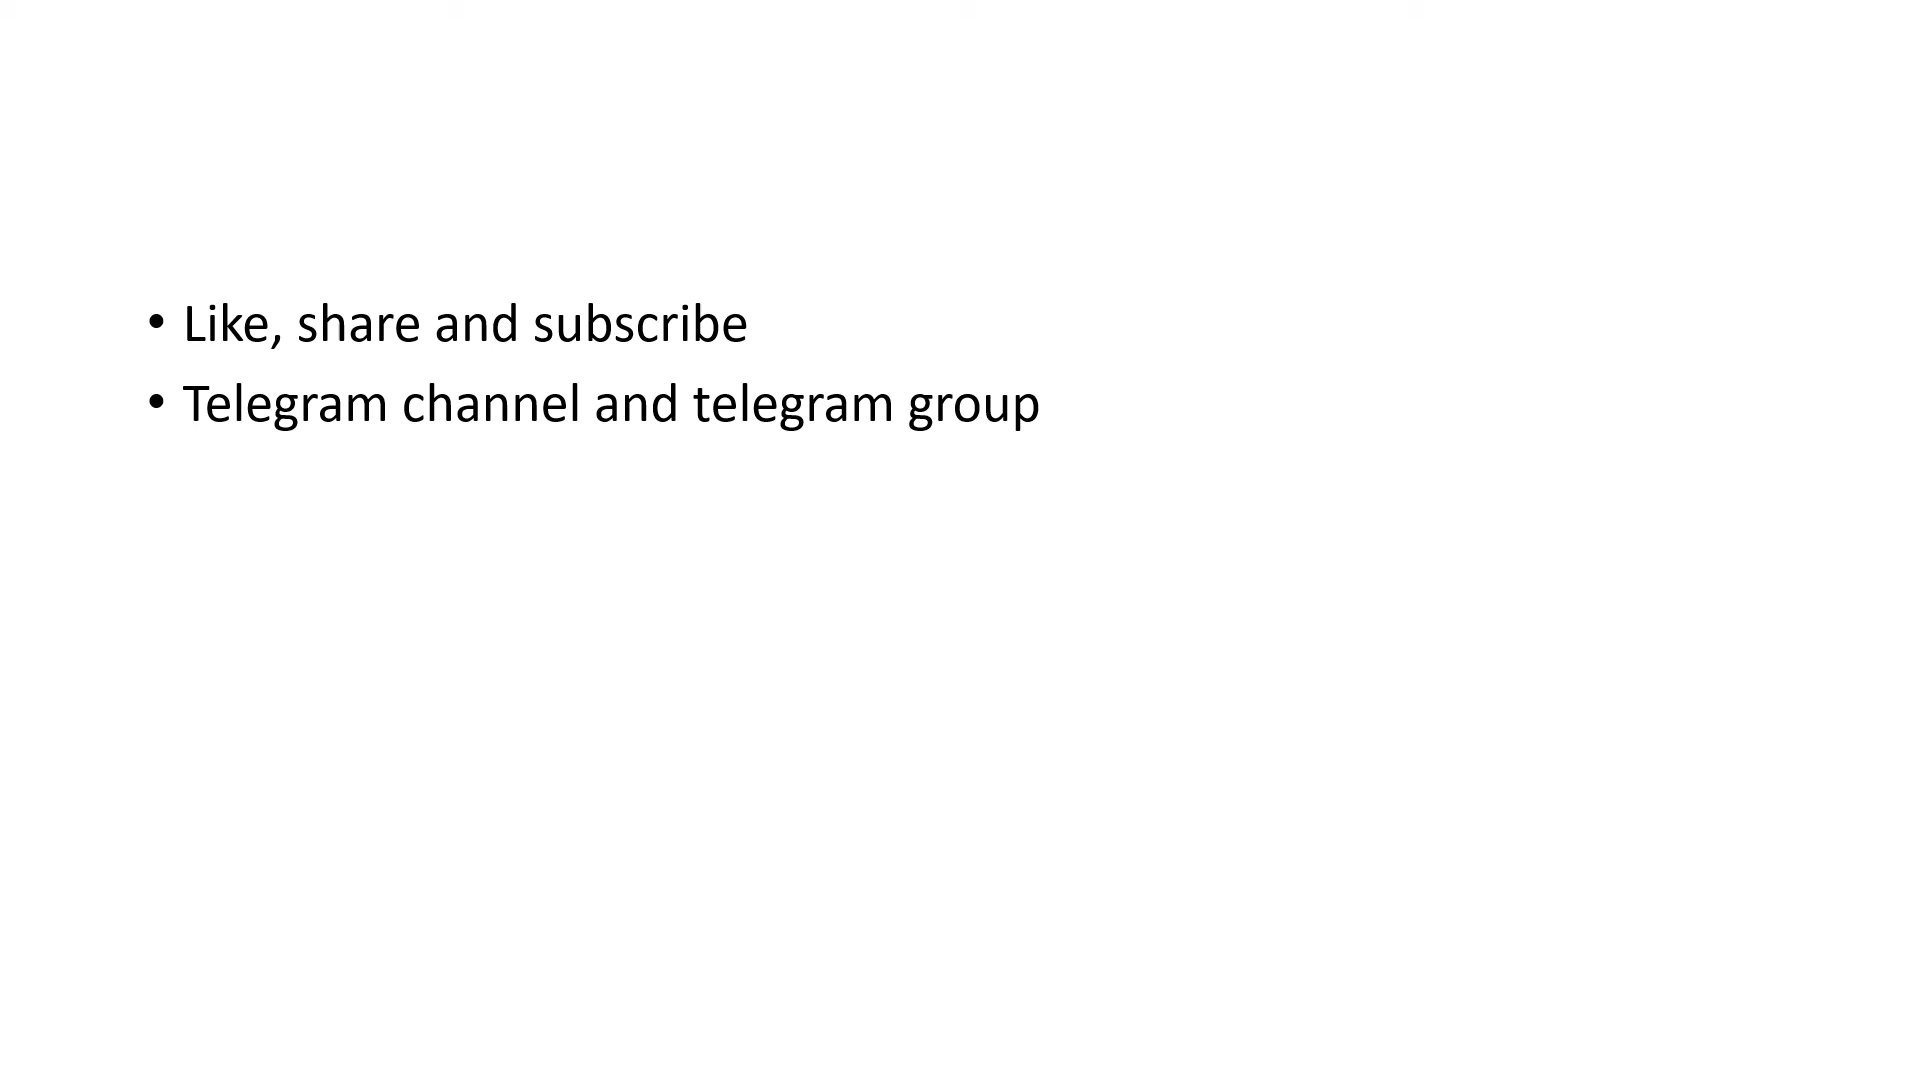 • Like, share and subscribe
• Telegram channel and telegram group